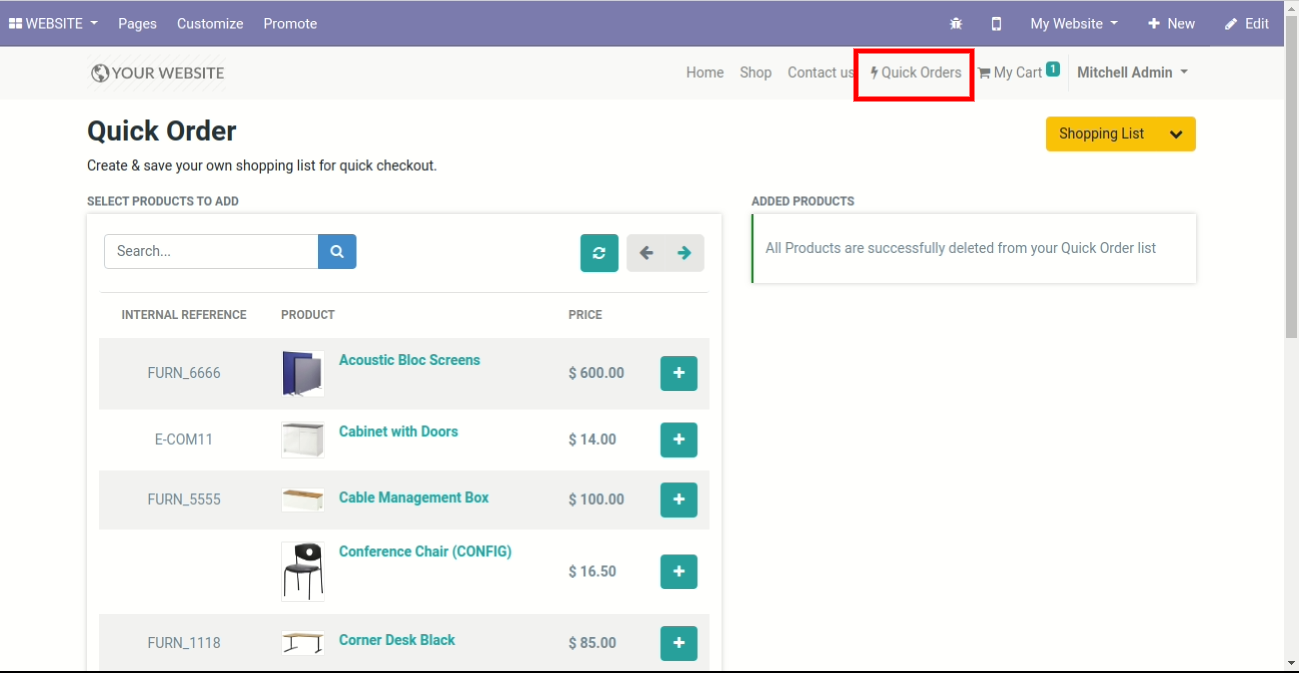 WEBSITE Pages Customize Promote My Website New Edit
YOUR WEBSITE Home Shop Contact us Quick Orders My Cart 1 Mitchell Admin
Quick Order
Shopping List
Create & save your own shopping list for quick checkout.
SELECT PRODUCTS TO ADD
Search...
INTERNAL REFERENCE PRODUCT PRICE
FURN_6666 Acoustic Bloc Screens $ 600.00
E-COM11 Cabinet with Doors $ 14.00
FURN_5555 Cable Management Box $ 100.00
Conference Chair (CONFIG) $ 16.50
FURN_1118 Corner Desk Black $ 85.00
ADDED PRODUCTS
All Products are successfully deleted from your Quick Order list